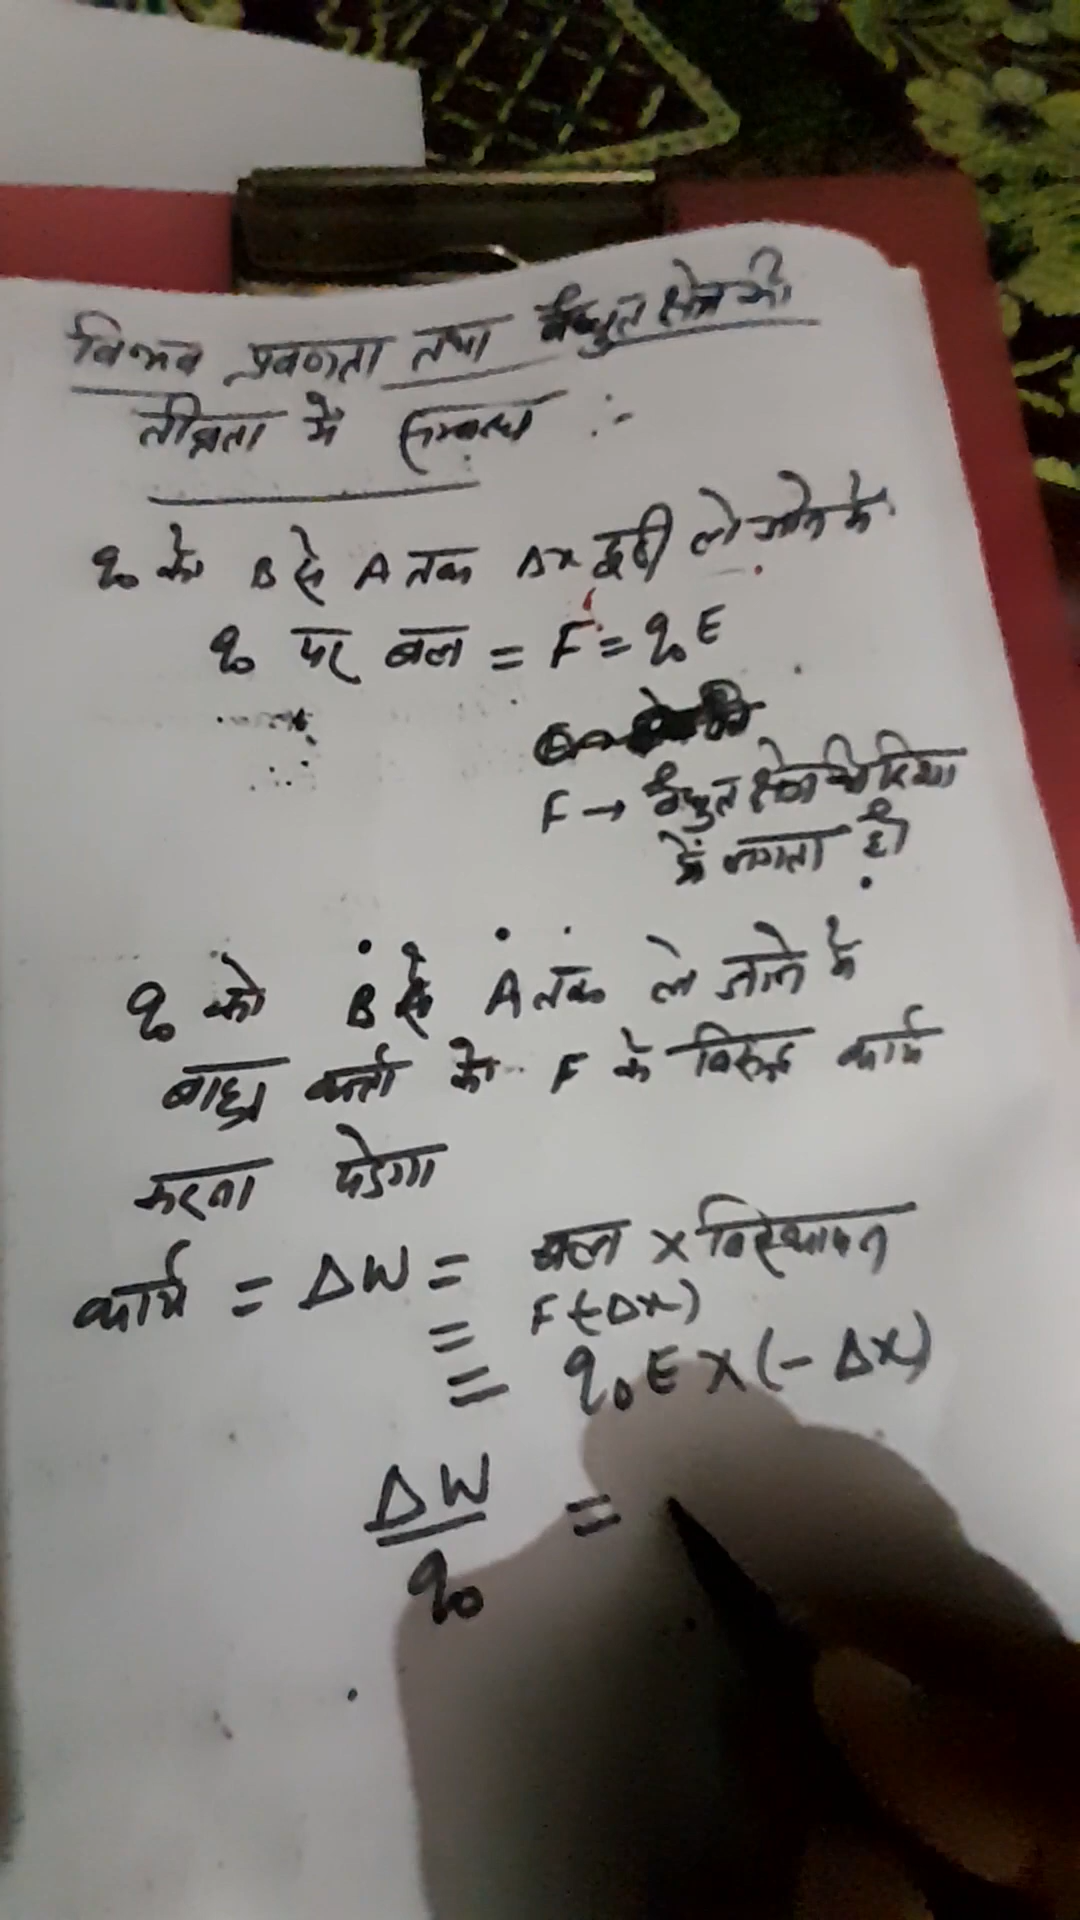 विभव प्रवणता तथा वैद्युत क्षेत्र की
तीव्रता में सम्बन्ध :-
q₀ को B से A तक Δx दूरी ले जाने में
q₀ पर बल = F = q₀E
F → वैद्युत क्षेत्र की दिशा
में लगता है
q₀ को B से A तक ले जाने में
बाह्य कर्ता को F के विरूद्ध कार्य
करना पडेगा
कार्य = ΔW = बल × विस्थापन
= F(-Δx)
= q₀E×(-Δx)
ΔW/q₀ =